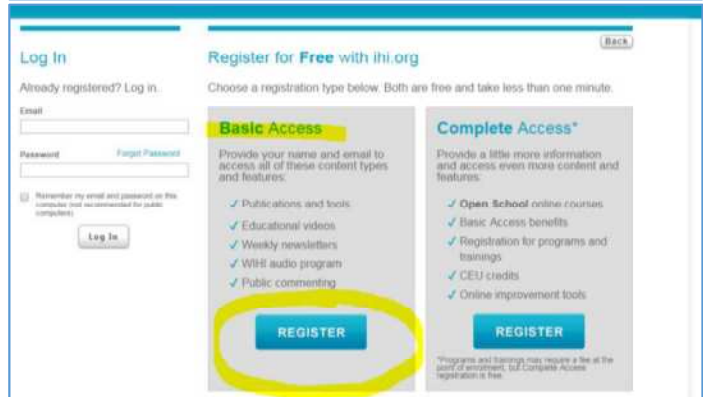 Back
Log In
Already registered? Log in.
Email
Password Forgot Password
Remember my email and password on this
computer (not recommended for public
computers)
Log In
Register for Free with ihi.org
Choose a registration type below. Both are free and take less than one minute.
Basic Access
Provide your name and email to
access all of these content types
and features:
✓ Publications and tools
✓ Educational videos
✓ Weekly newsletters
✓ WIHI audio program
✓ Public commenting
REGISTER
Complete Access*
Provide a little more information
and access even more content and
features:
✓ Open School online courses
✓ Basic Access benefits
✓ Registration for programs and
trainings
✓ CEU credits
✓ Online improvement tools
REGISTER
*Programs and trainings may require a fee at the
point of enrollment, but Complete Access
registration is free.